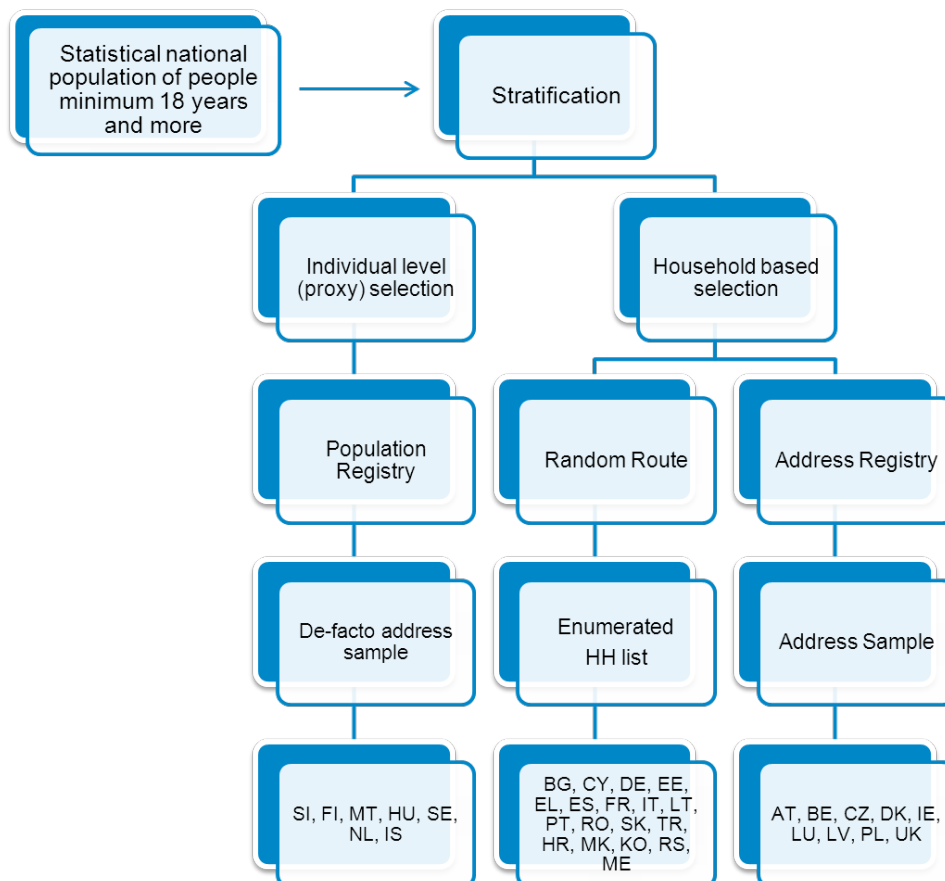 Statistical national
population of people
minimum 18 years
and more
Stratification
Individual level
(proxy) selection
Household based
selection
Population
Registry
Random Route
Address Registry
De-facto address
sample
Enumerated
HH list
Address Sample
SI, FI, MT, HU, SE,
NL, IS
BG, CY, DE, EE,
EL, ES, FR, IT, LT,
PT, RO, SK, TR,
HR, MK, KO, RS,
ME
AT, BE, CZ, DK, IE,
LU, LV, PL, UK